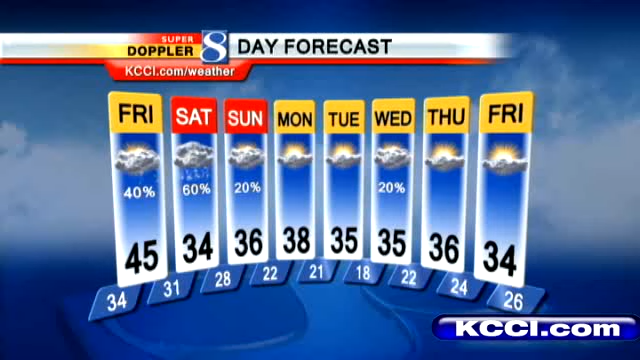 SUPER
DOPPLER 8 DAY FORECAST
KCCI.com/weather
FRI SAT SUN MON TUE WED THU FRI
40% 60% 20% 20%
45 34 36 38 35 35 36 34
34 31 28 22 21 18 22 24 26
KCCI.com